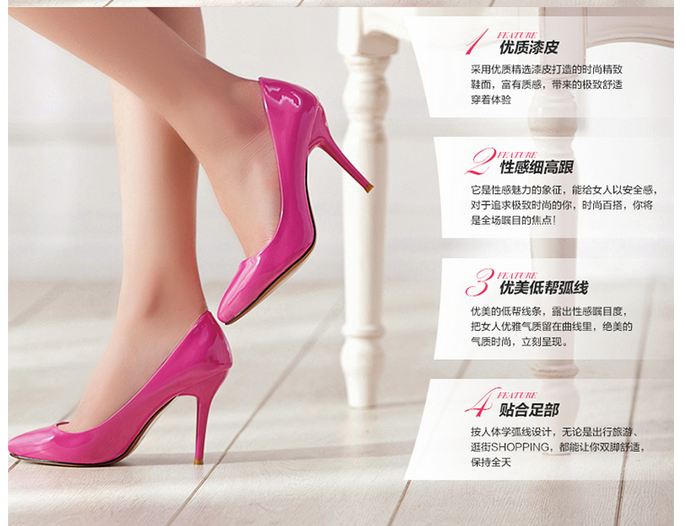 1 FEATURE
优质漆皮
采用优质精选漆皮打造的时尚精致
鞋面，富有质感，带来的极致舒适
穿着体验
2 FEATURE
性感细高跟
它是性感魅力的象征，能给女人以安全感，
对于追求极致时尚的你，时尚百搭，你将
是全场瞩目的焦点！
3 FEATURE
优美低帮弧线
优美的低帮线条，露出性感瞩目度，
把女人优雅气质留在曲线里，绝美的
气质时尚，立刻呈现。
4 FEATURE
贴合足部
按人体学弧线设计，无论是出行旅游、
逛街SHOPPING，都能让你双脚舒适，
保持全天